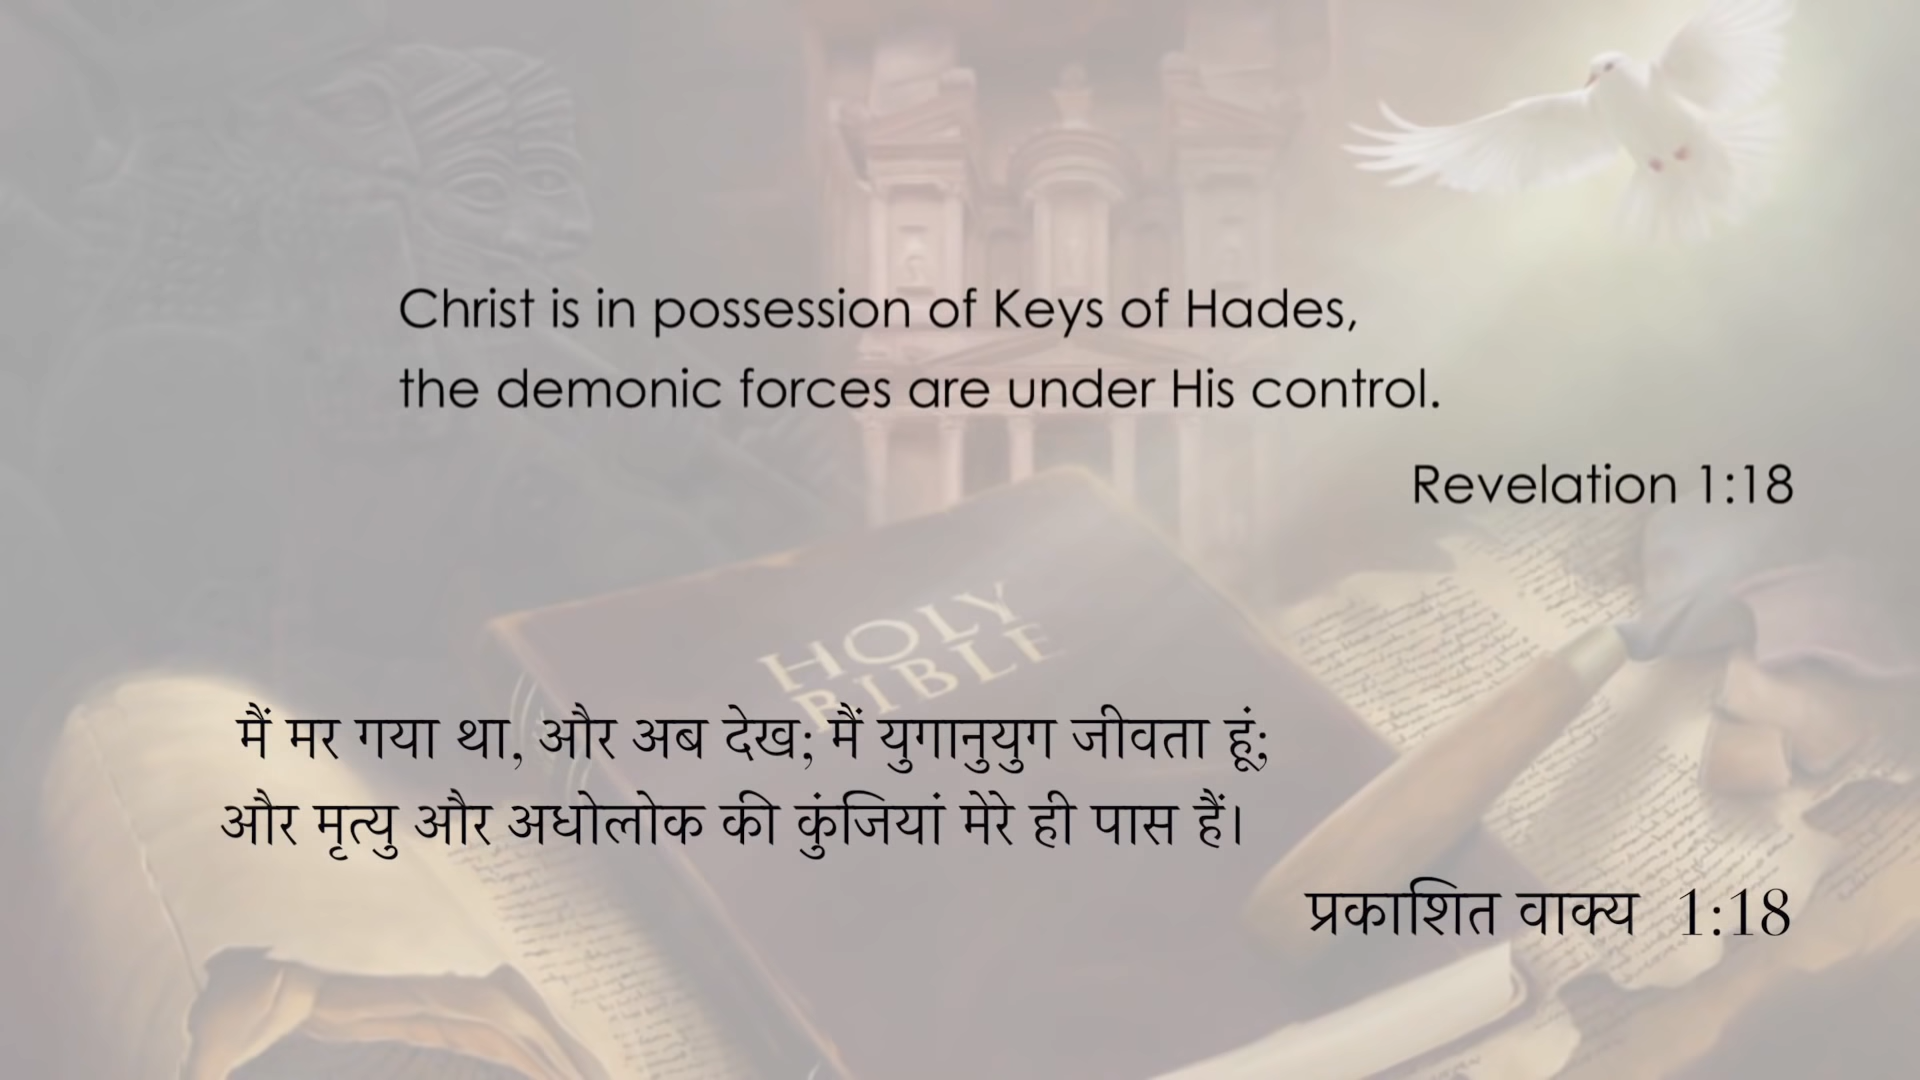 Christ is in possession of Keys of Hades,
the demonic forces are under His control.
Revelation 1:18
HOLY
BIBLE
मैं मर गया था, और अब देख; मैं युगानुयुग जीवता हूं;
और मृत्यु और अधोलोक की कुंजियां मेरे ही पास हैं।
प्रकाशित वाक्य 1:18